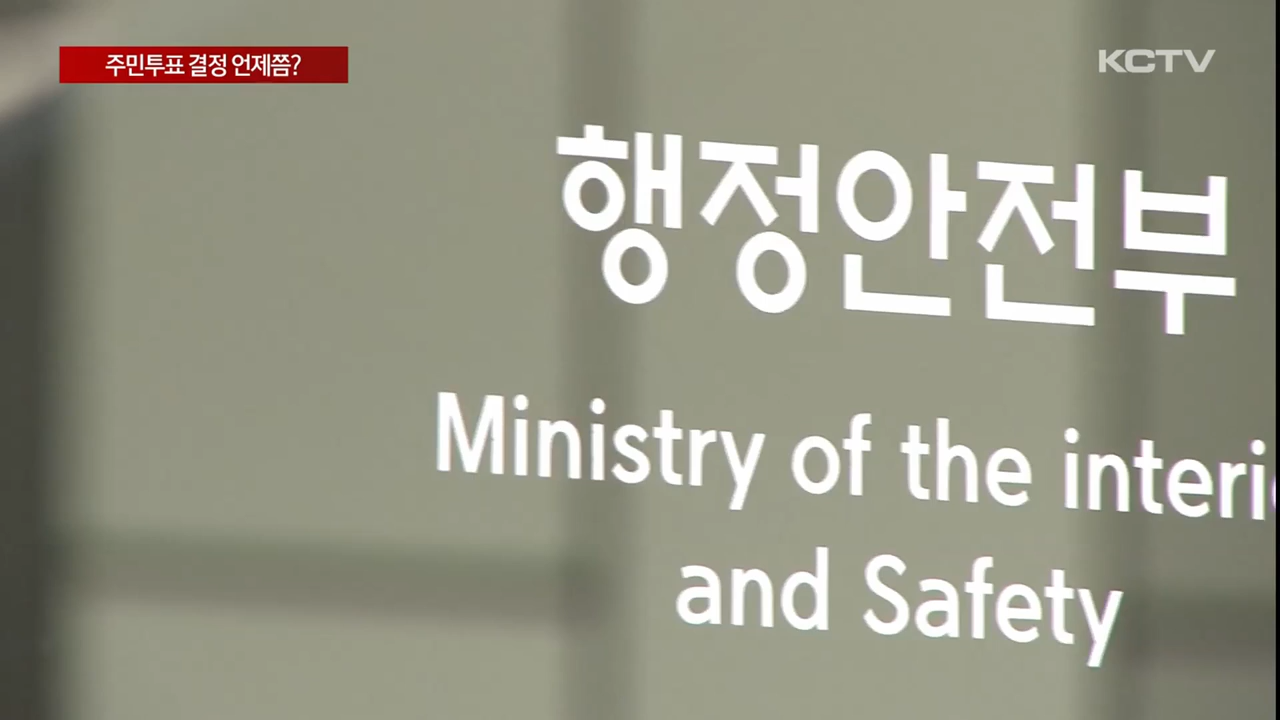 주민투표 결정 언제쯤?
KCTV
행정안전부
Ministry of the interi
and Safety